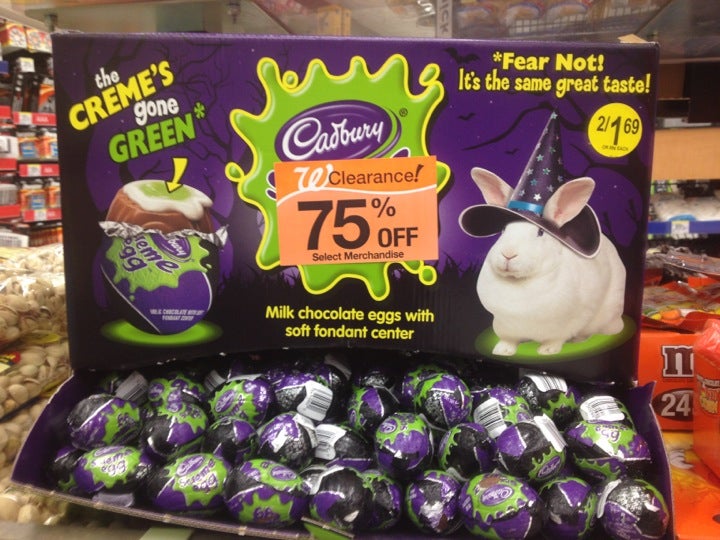 the
CREME'S
gone
GREEN*
Cadbury
®
*Fear Not!
It's the same great taste!
2/1 69
W Clearance!
75% OFF
Select Merchandise
Milk chocolate eggs with
soft fondant center
24